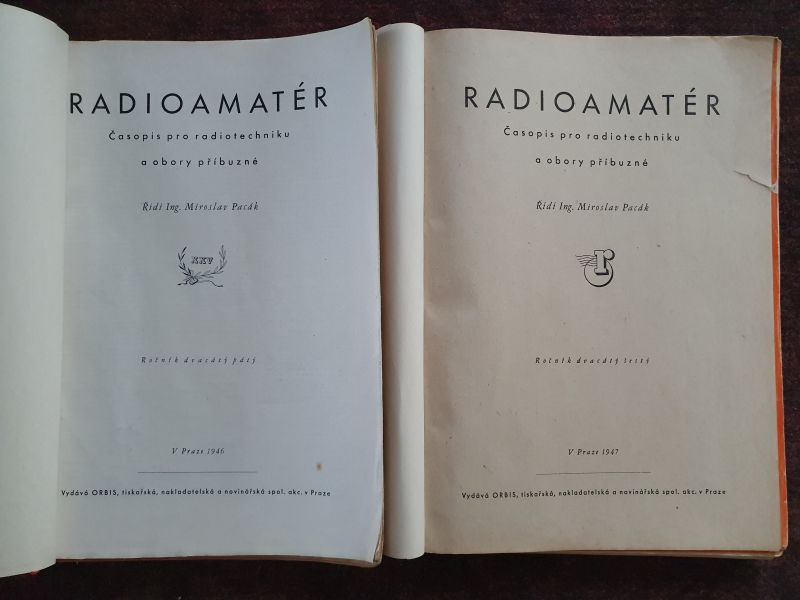 RADIOAMATÉR
Časopis pro radiotechniku
a obory příbuzné
Řídí Ing. Miroslav Pacák
XXV
Ročník dvacátý pátý
V Praze 1946
Vydává ORBIS, tiskařská, nakladatelská a novinářská spol. akc. v Praze
RADIOAMATÉR
Časopis pro radiotechniku
a obory příbuzné
Řídí Ing. Miroslav Pacák
r
Ročník dvacátý šestý
V Praze 1947
Vydává ORBIS, tiskařská, nakladatelská a novinářská spol. akc. v Praze